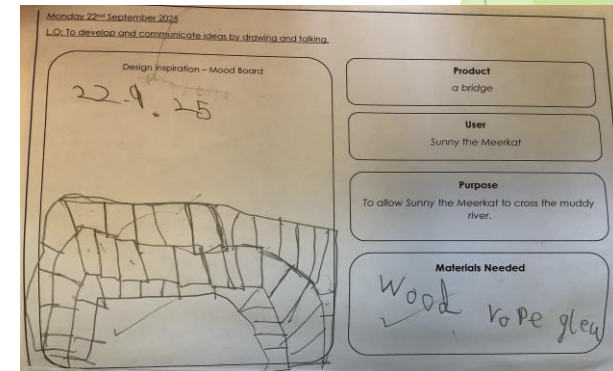 Monday 22nd September 2025
L.O: To develop and communicate ideas by drawing and talking.
Design Inspiration – Mood Board
22.9.25
Product
a bridge
User
Sunny the Meerkat
Purpose
To allow Sunny the Meerkat to cross the muddy
river.
Materials Needed
Wood rope gleu